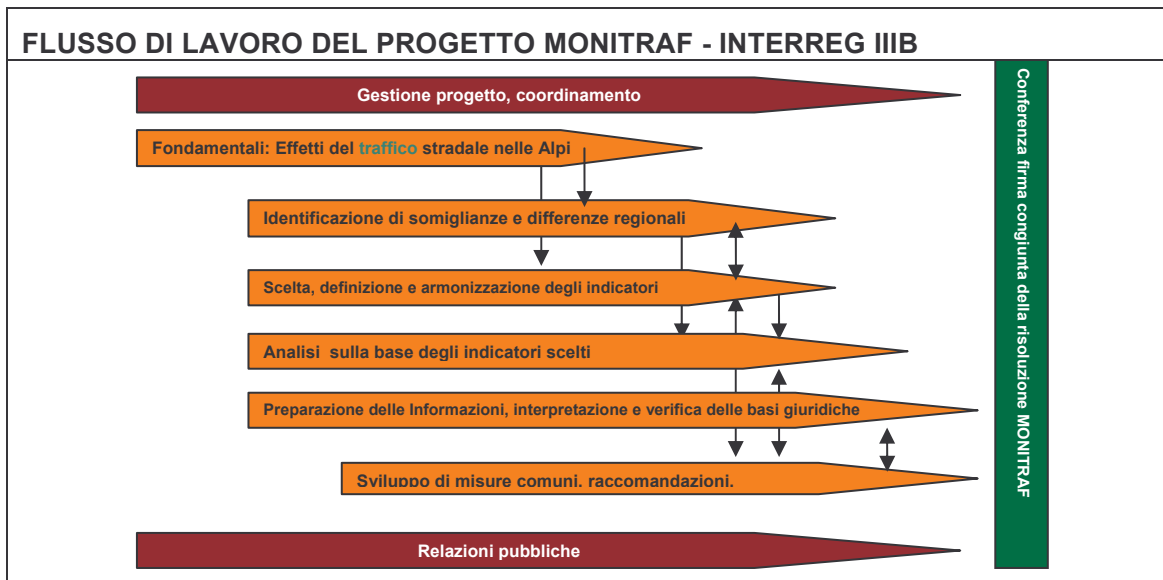 FLUSSO DI LAVORO DEL PROGETTO MONITRAF - INTERREG IIIB
Gestione progetto, coordinamento
Fondamentali: Effetti del traffico stradale nelle Alpi
Identificazione di somiglianze e differenze regionali
Scelta, definizione e armonizzazione degli indicatori
Analisi sulla base degli indicatori scelti
Preparazione delle Informazioni, interpretazione e verifica delle basi giuridiche
Sviluppo di misure comuni, raccomandazioni.
Relazioni pubbliche
Conferenza firma congiunta della risoluzione MONITRAF